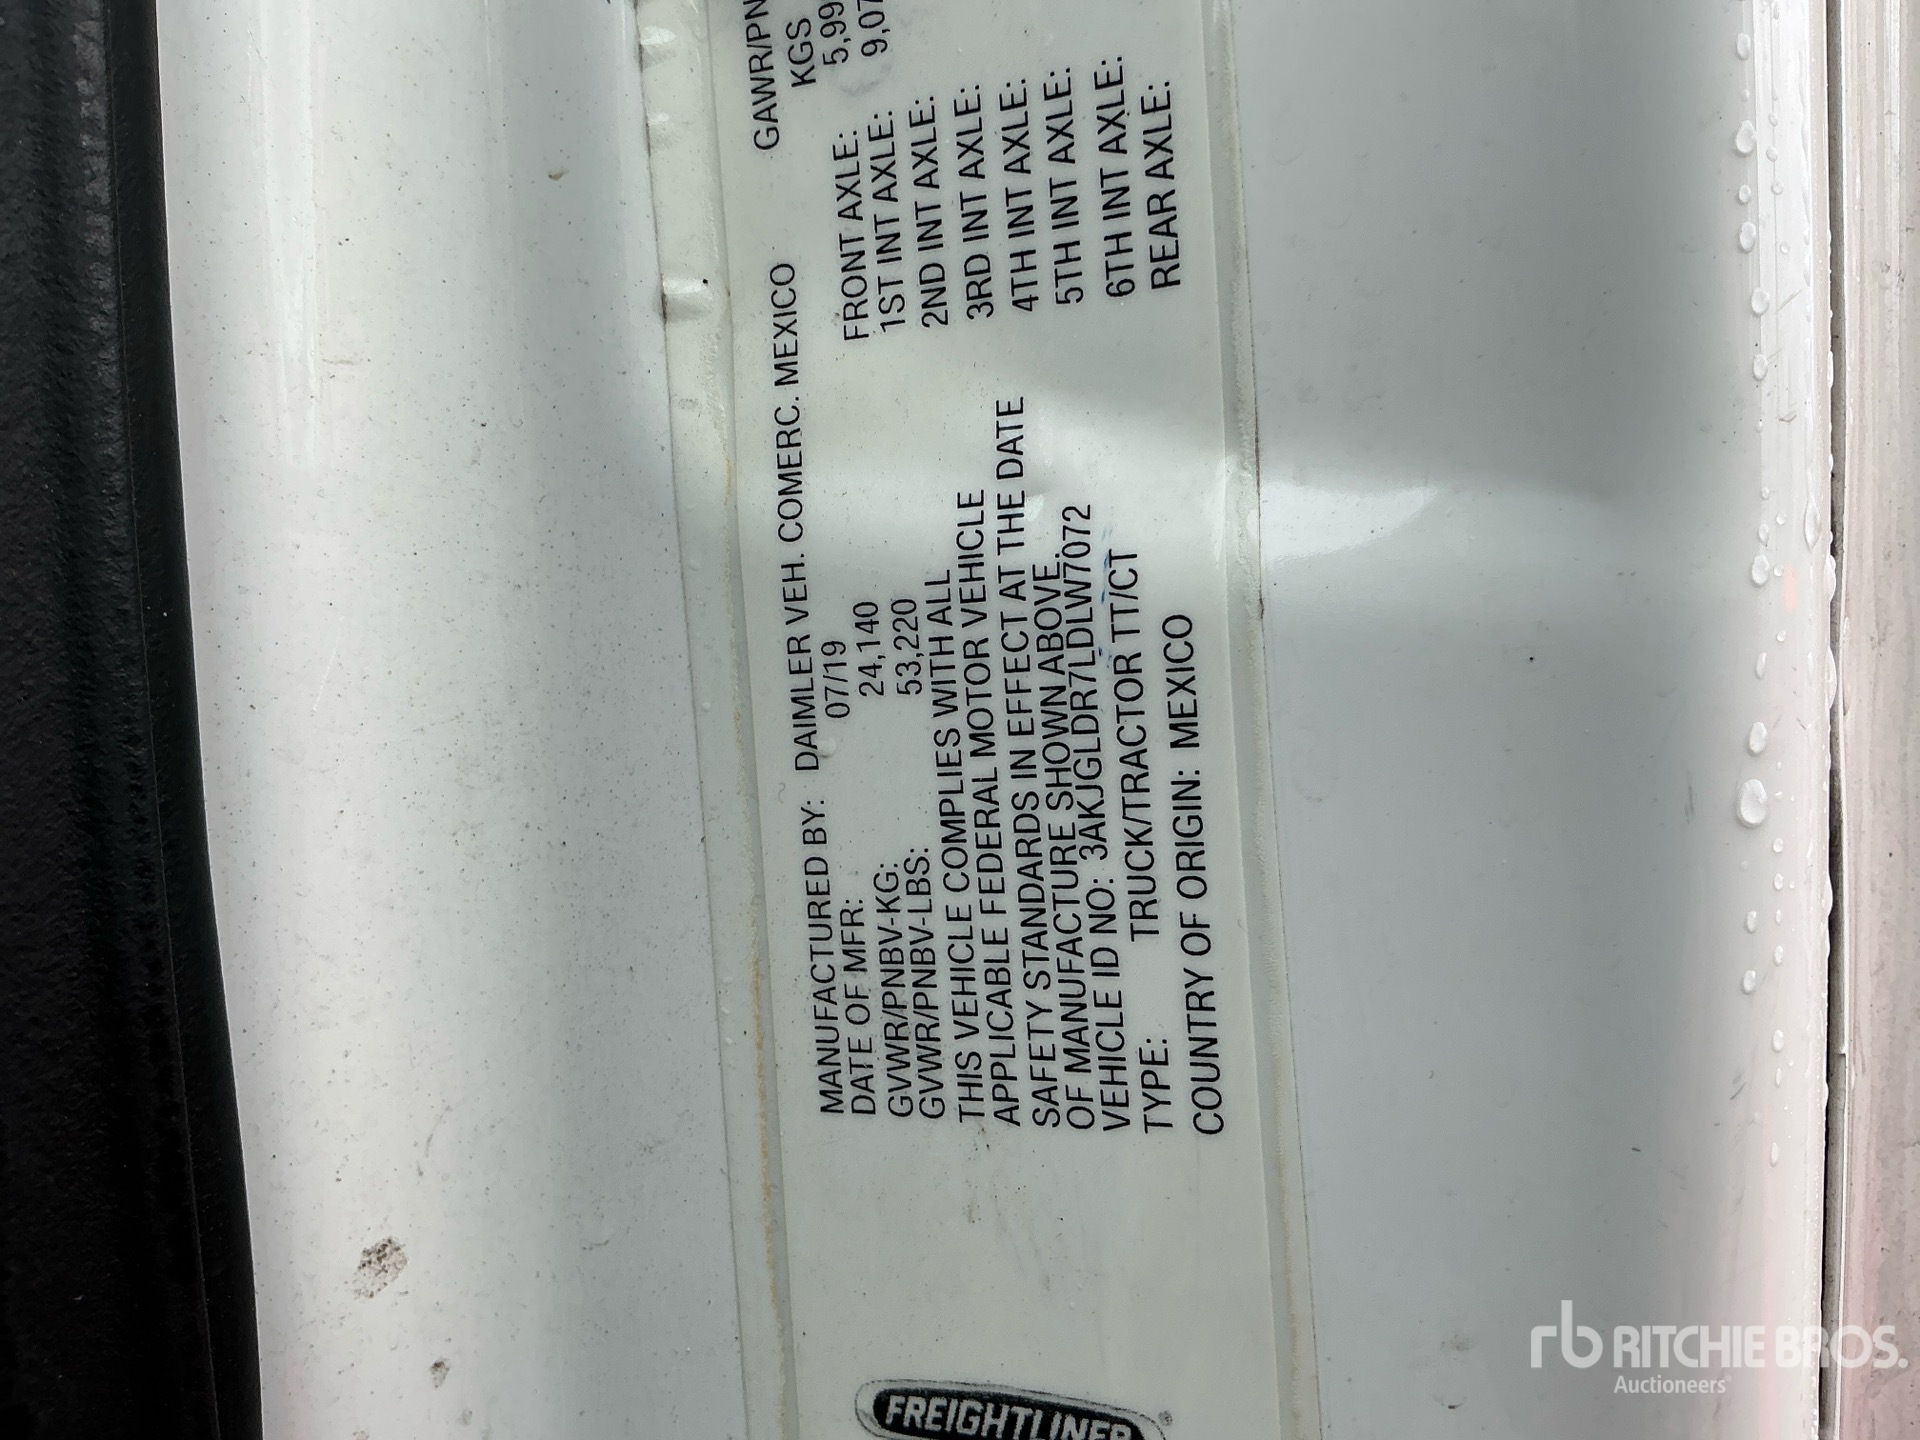 FREIGHTLINER
MANUFACTURED BY: DAIMLER VEH. COMERC. MEXICO
DATE OF MFR: 07/19
GVWR/PNBV-KG: 24,140
GVWR/PNBV-LBS: 53,220
THIS VEHICLE COMPLIES WITH ALL
APPLICABLE FEDERAL MOTOR VEHICLE
SAFETY STANDARDS IN EFFECT AT THE DATE
OF MANUFACTURE SHOWN ABOVE.
VEHICLE ID NO: 3AKJGLDR7LDLW7072
TYPE: TRUCK/TRACTOR TT/CT
COUNTRY OF ORIGIN: MEXICO
GAWR/PN
KGS
FRONT AXLE: 5,99
1ST INT AXLE: 9,07
2ND INT AXLE:
3RD INT AXLE:
4TH INT AXLE:
5TH INT AXLE:
6TH INT AXLE:
REAR AXLE:
rb RITCHIE BROS.
Auctioneers